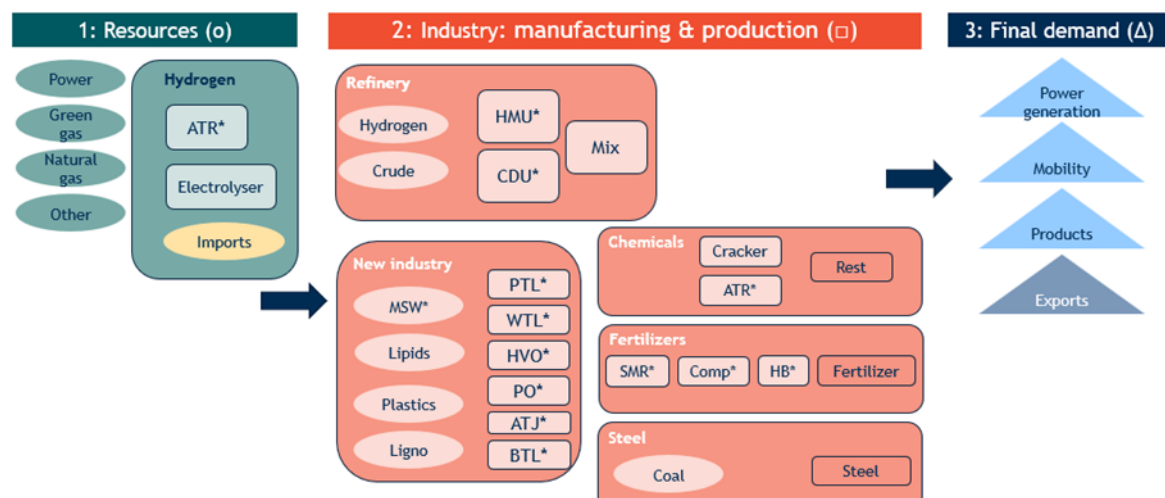 1: Resources (o)
2: Industry: manufacturing & production (□)
3: Final demand (Δ)
Power
Green
gas
Natural
gas
Other
Hydrogen
ATR*
Electrolyser
Imports
Refinery
Hydrogen
Crude
HMU*
CDU*
Mix
New industry
MSW*
Lipids
Plastics
Ligno
PTL*
WTL*
HVO*
PO*
ATJ*
BTL*
Chemicals
Cracker
ATR*
Rest
Fertilizers
SMR*
Comp*
HB*
Fertilizer
Steel
Coal
Steel
Power
generation
Mobility
Products
Exports